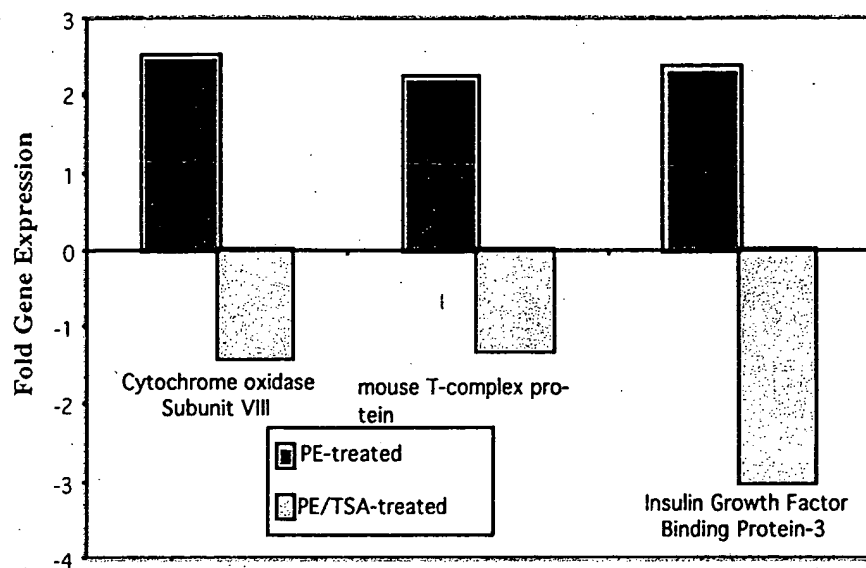 3
2
1
0
-1
-2
-3
-4
Fold Gene Expression
Cytochrome oxidase
Subunit VIII
mouse T-complex pro-
tein
Insulin Growth Factor
Binding Protein-3
PE-treated
PE/TSA-treated